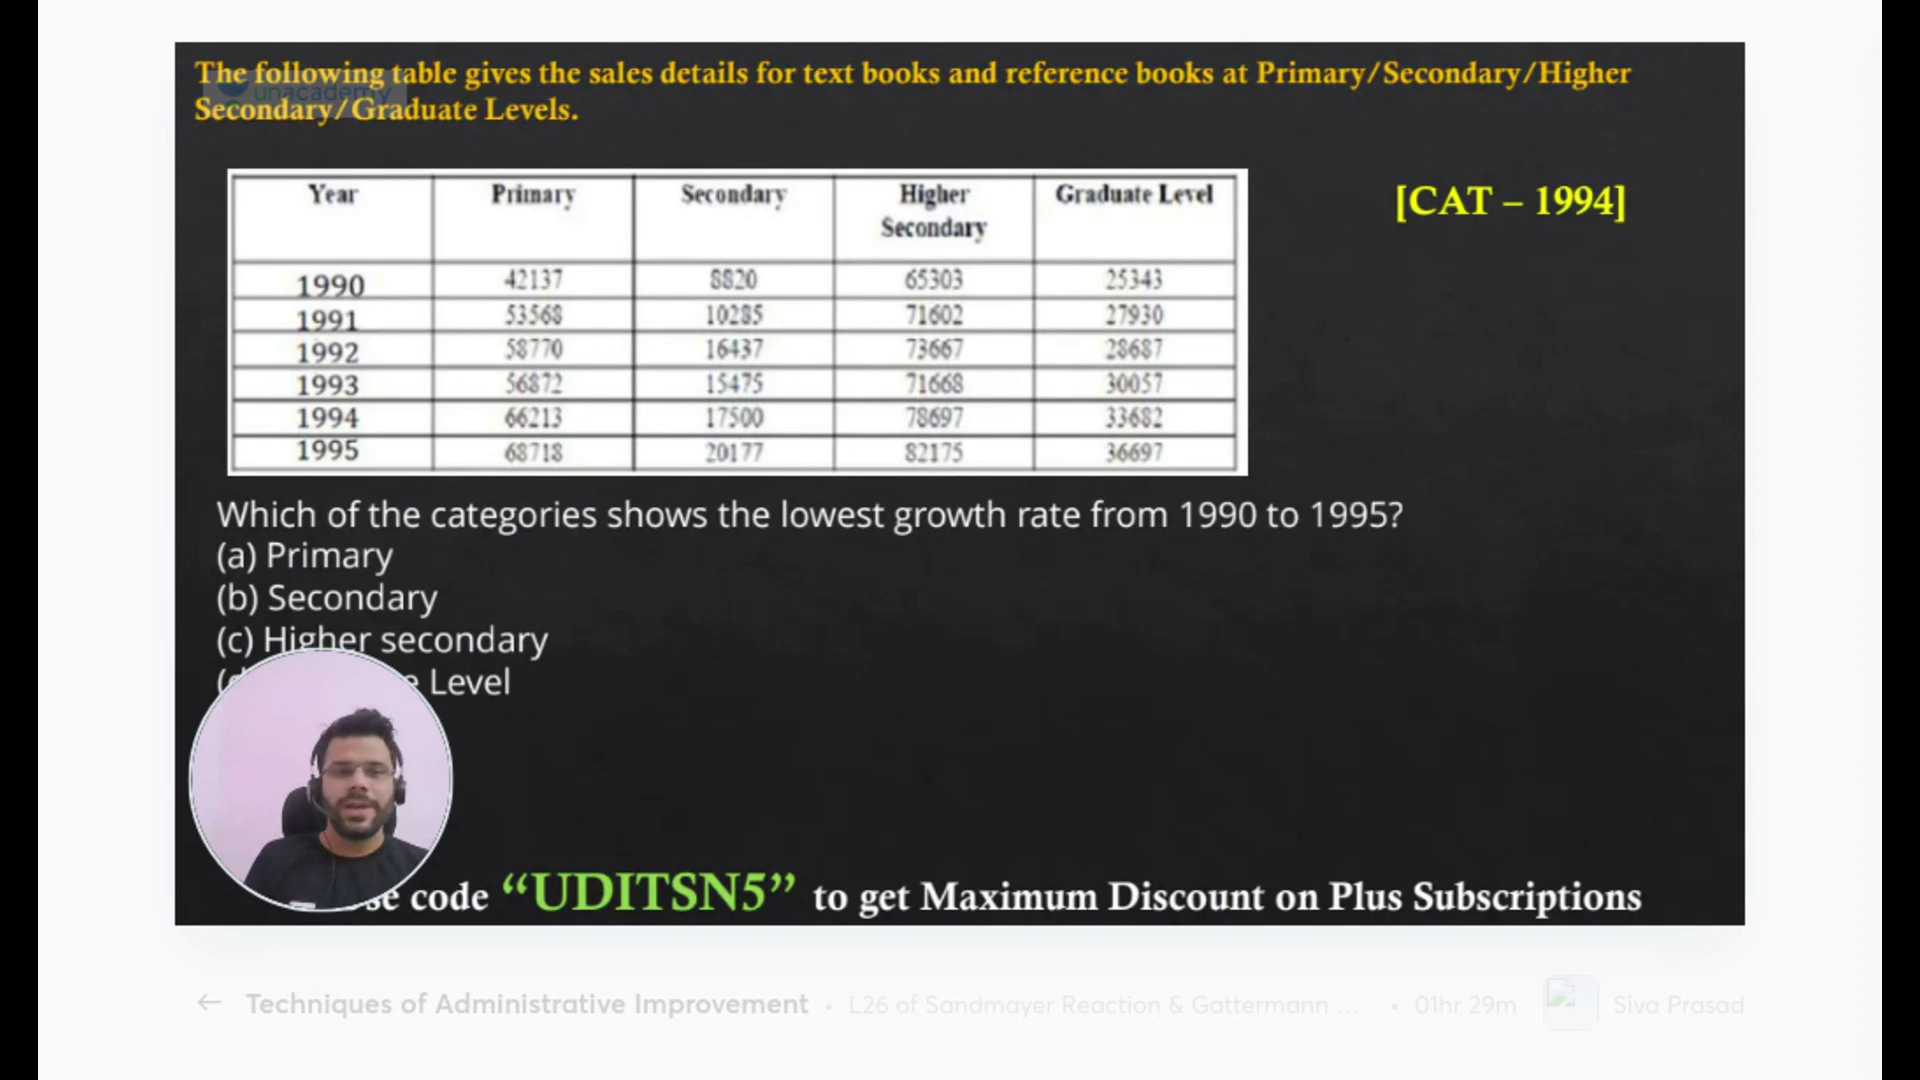 The following table gives the sales details for text books and reference books at Primary/Secondary/Higher
Secondary/Graduate Levels.
unacademy
[CAT – 1994]
Year Primary Secondary Higher Secondary Graduate Level
1990 42137 8820 65303 25343
1991 53568 10285 71602 27930
1992 58770 16437 73667 28687
1993 56872 15475 71668 30057
1994 66213 17500 78697 33682
1995 68718 20177 82175 36697
Which of the categories shows the lowest growth rate from 1990 to 1995?
(a) Primary
(b) Secondary
(c) Higher secondary
Level
code “UDITSN5” to get Maximum Discount on Plus Subscriptions
← Techniques of Administrative Improvement • L26 of Sandmayer Reaction & Gattermann ... • 01hr 29m Siva Prasad